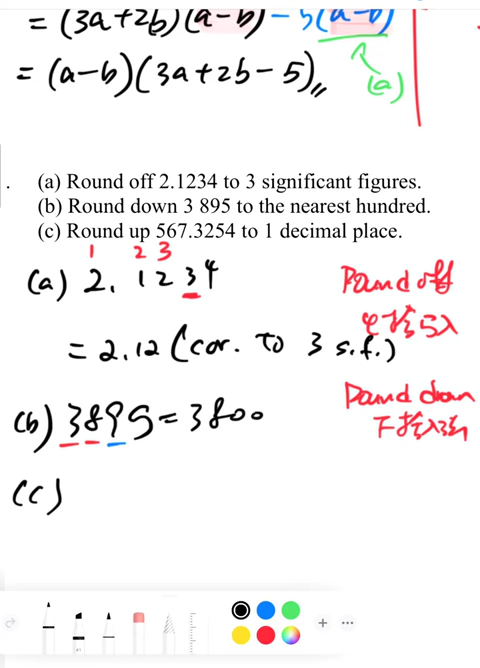 = (3a+2b)(a-b)-5(a-b)
= (a-b)(3a+2b-5)〃
(a)
(a) Round off 2.1234 to 3 significant figures.
(b) Round down 3 895 to the nearest hundred.
(c) Round up 567.3254 to 1 decimal place.
1 2 3
(a) 2.1234
Round off
= 2.12 (cor. to 3 s.f.)
(b) 3895 = 3800
Round down
(c)